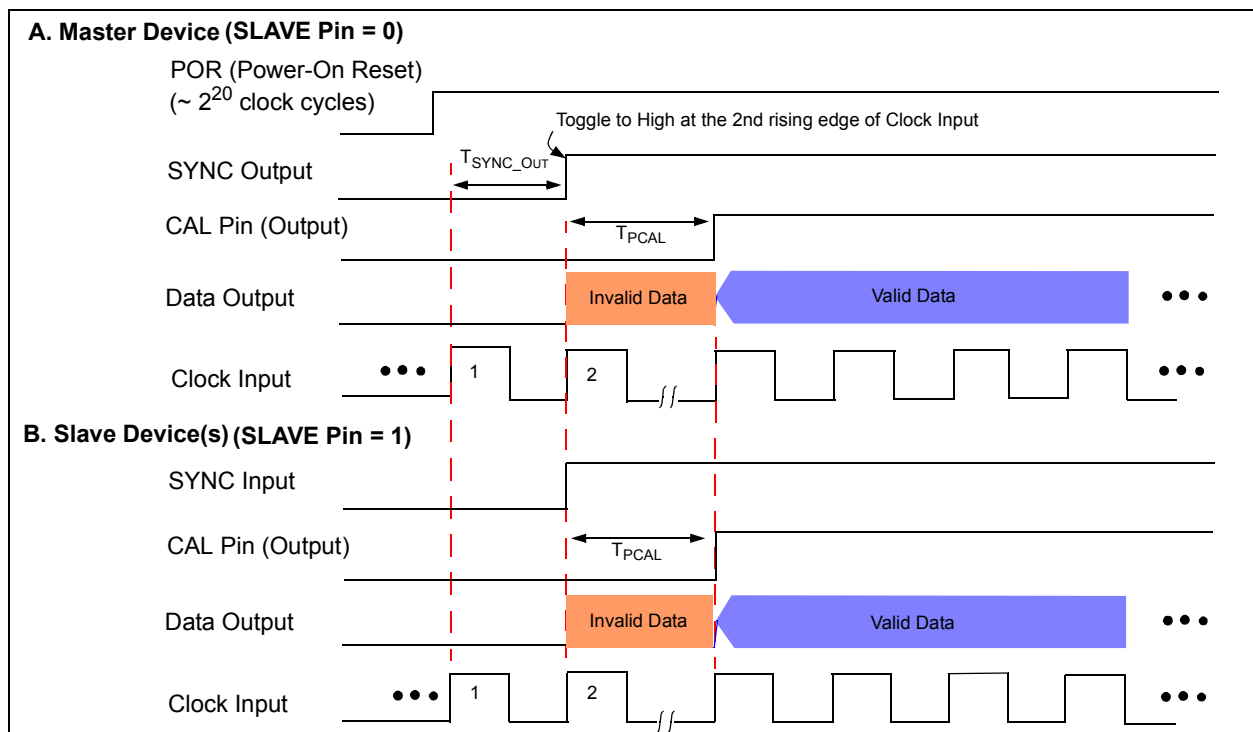 A. Master Device (SLAVE Pin = 0)
POR (Power-On Reset)
(~ 2^20 clock cycles)
Toggle to High at the 2nd rising edge of Clock Input
T_SYNC_OUT
SYNC Output
CAL Pin (Output)
T_PCAL
Data Output
Invalid Data
Valid Data
•••
Clock Input
•••
1
2
•••
B. Slave Device(s) (SLAVE Pin = 1)
SYNC Input
CAL Pin (Output)
T_PCAL
Data Output
Invalid Data
Valid Data
•••
Clock Input
•••
1
2
•••